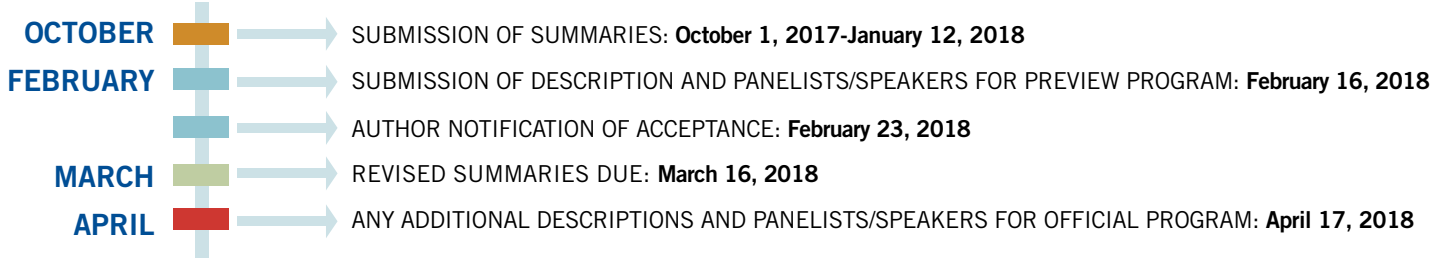 OCTOBER SUBMISSION OF SUMMARIES: October 1, 2017-January 12, 2018
FEBRUARY SUBMISSION OF DESCRIPTION AND PANELISTS/SPEAKERS FOR PREVIEW PROGRAM: February 16, 2018
AUTHOR NOTIFICATION OF ACCEPTANCE: February 23, 2018
MARCH REVISED SUMMARIES DUE: March 16, 2018
APRIL ANY ADDITIONAL DESCRIPTIONS AND PANELISTS/SPEAKERS FOR OFFICIAL PROGRAM: April 17, 2018